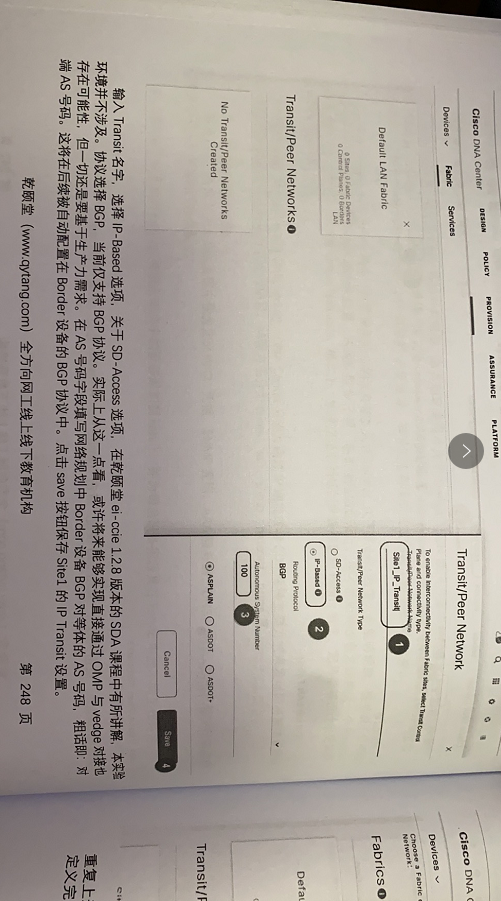 Cisco DNA Center
DESIGN
POLICY
PROVISION
ASSURANCE
PLATFORM
Devices
Fabric
Services
Default LAN Fabric
0 Sites, 0 Fabric Devices
0 Control Planes, 0 Borders
LAN
Transit/Peer Networks
No Transit/Peer Networks
Created
Transit/Peer Network
To enable Interconnectivity between Fabric sites, select Transit Control
Plane and connectivity type.
Transit/Peer Network Name
Site1_IP_Transit
1
Transit/Peer Network Type
SD-Access
IP-Based
2
Routing Protocol
BGP
Autonomous System Number
100
3
ASPLAIN
ASDOT
ASDOT+
Cancel
Save
4
输入 Transit 名字，选择 IP-Based 选项，关于 SD-Access 选项，在乾颐堂 ei-ccie 1.2.8 版本的 SDA 课程中有所讲解，本实验
环境并不涉及。协议选择 BGP，当前仅支持 BGP 协议。实际上从这一点看，或许将来能够实现直接通过 OMP 与 vedge 对接也
存在可能性，但一切还是要基于生产力需求。在 AS 号码字段填写网络规划中 Border 设备 BGP 对等体的 AS 号码，粗话即：对
端 AS 号码。这将在后续被自动配置在 Border 设备的 BGP 协议中。点击 save 按钮保存 Site1 的 IP Transit 设置。
乾颐堂（www.qytang.com）全方向网工线上线下教育机构
第 248 页
Cisco DNA C
Devices
Choose a Fabric
Network.
Fabrics
Defau
Transit/P
重复上
定义完